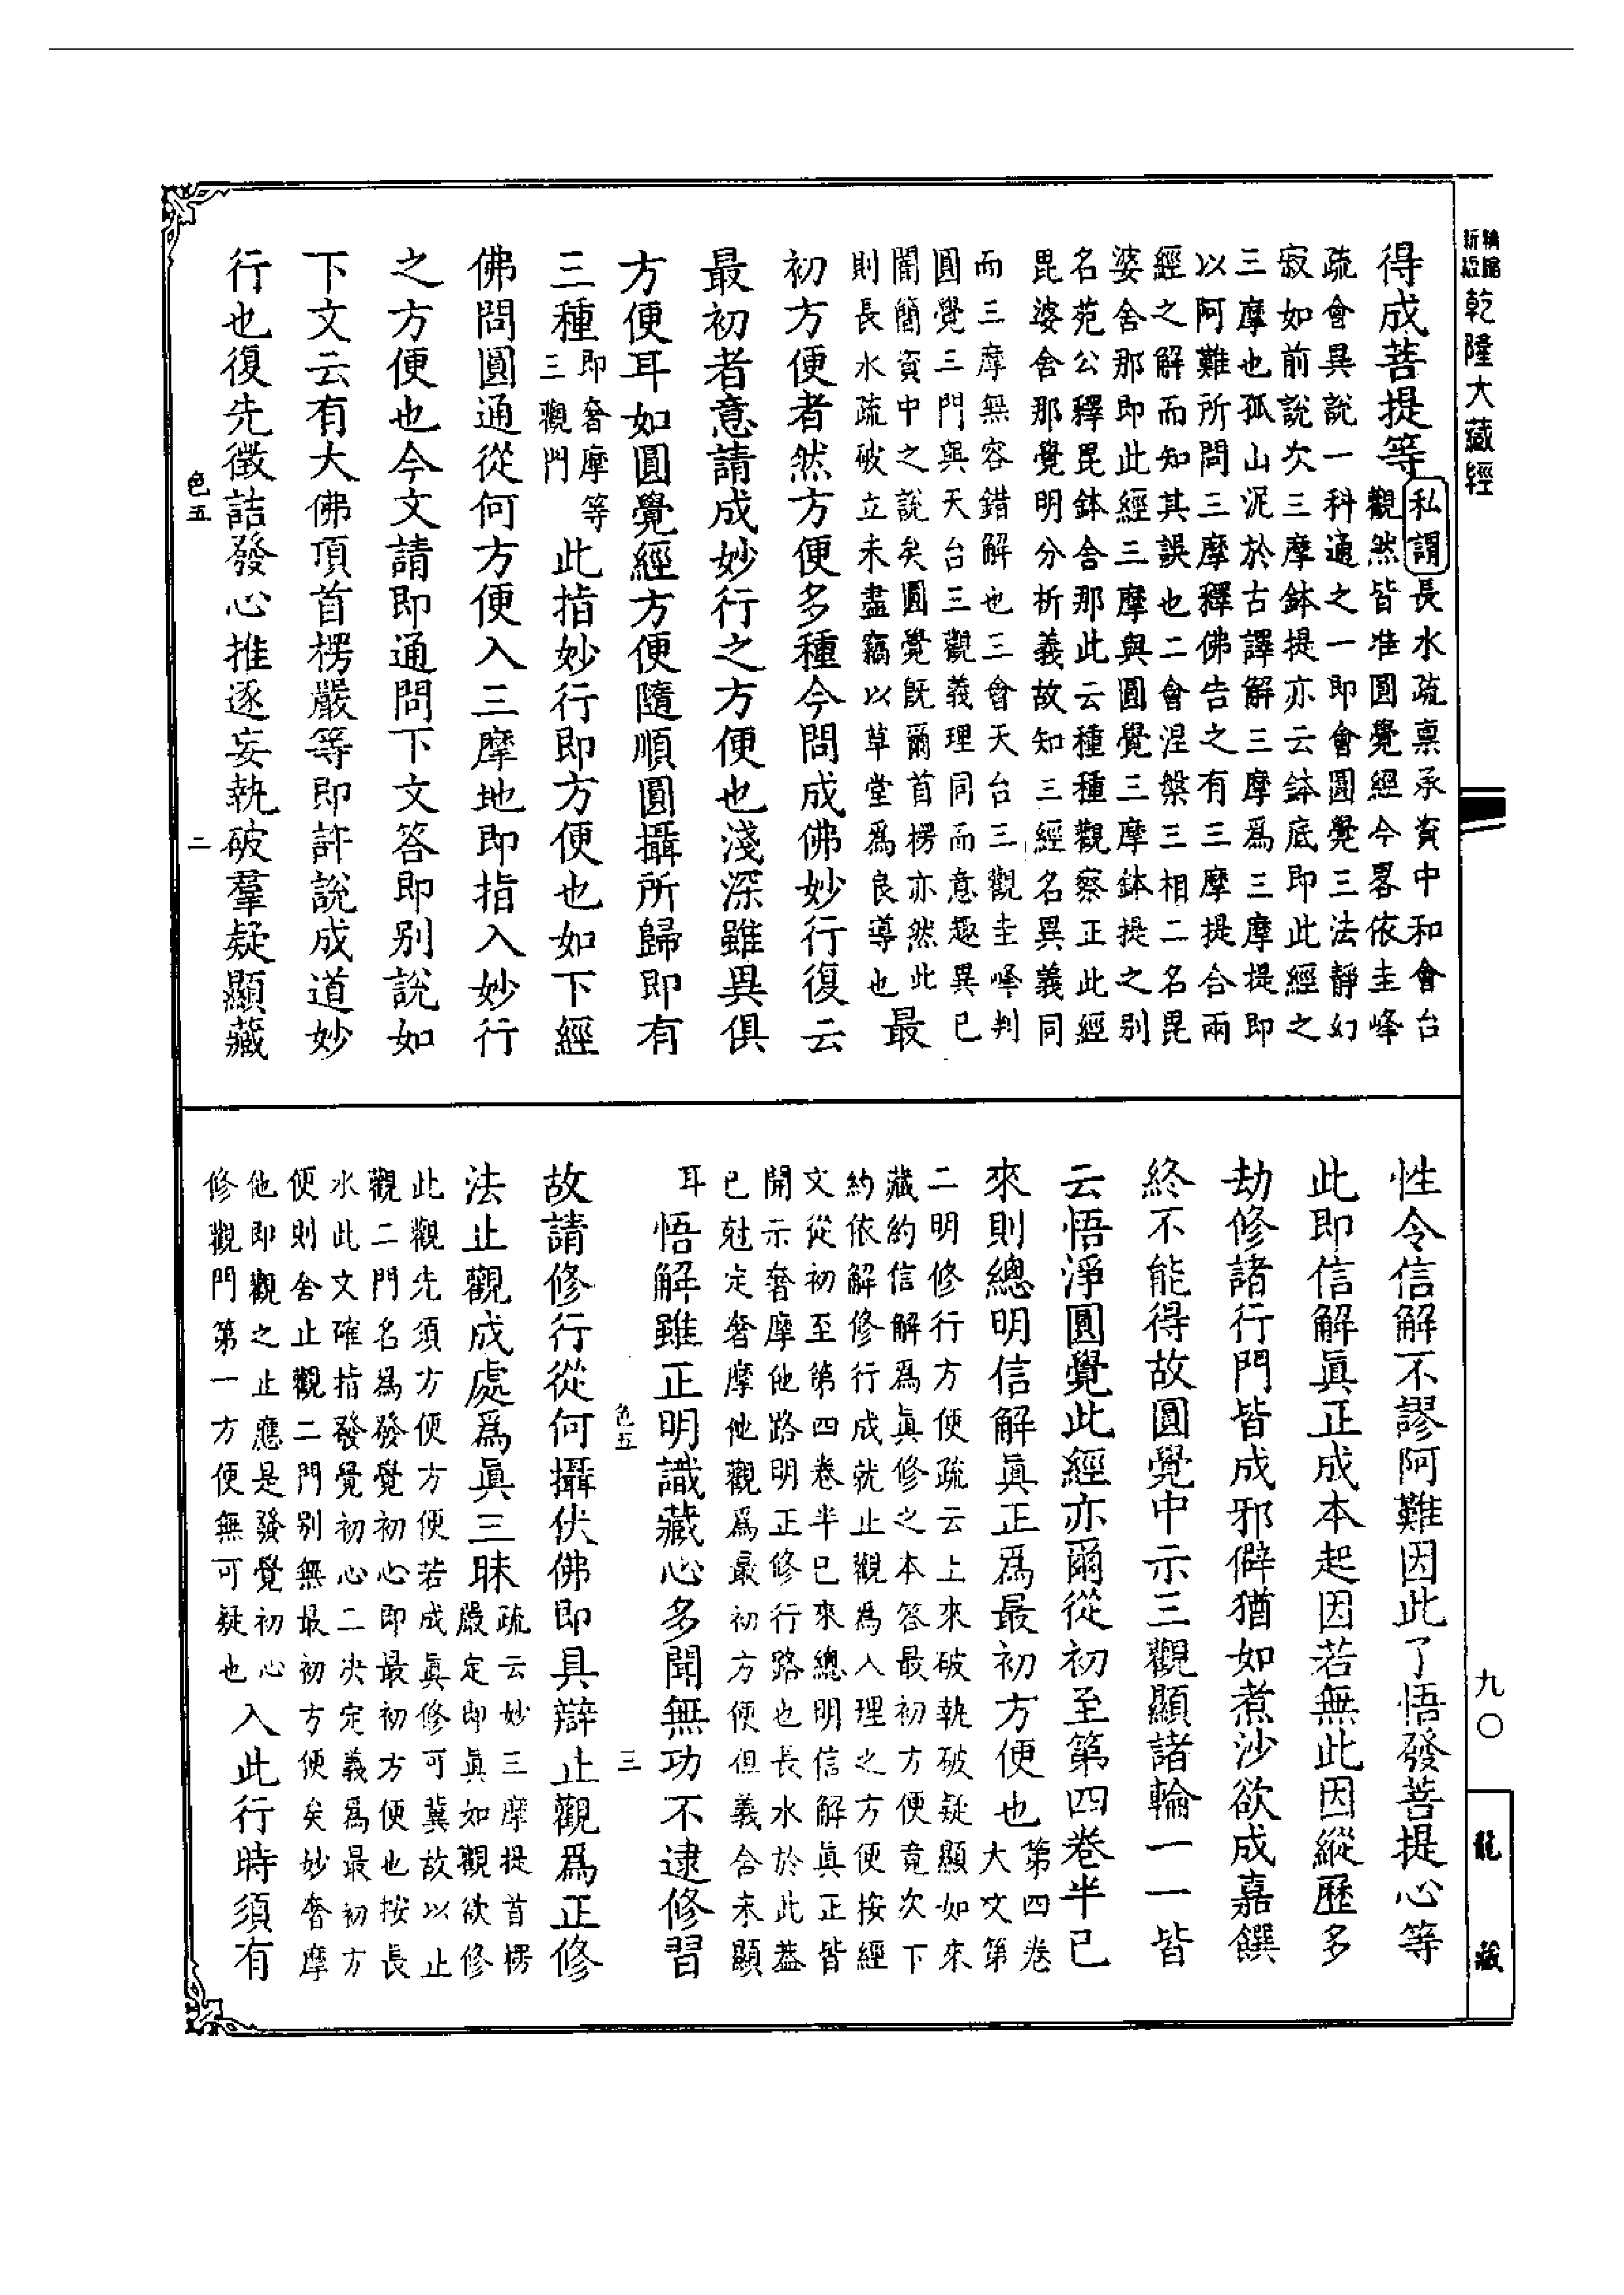 新編縮版 乾隆大藏經
得成菩提等 私謂 長水疏稟承資中和會台
觀然皆准圓覺經今畧依圭峰
疏會異說一科通之一即會圓覺三法靜幻
寂如前說次三摩鉢提亦云鉢底即此經之
三摩也孤山泥於古譯解三摩爲三摩提即
以阿難所問三摩釋佛告之有三摩提合兩
經之解而知其誤也二會涅槃三相二名毘
婆舍那即此經三摩與圓覺三摩鉢提之別
名苑公釋毘鉢舍那此云種種觀察正此經
毘婆舍那覺明分析義故知三經名異義同
而三摩無容錯解也三會天台三觀圭峰判
圓覺三門與天台三觀義理同而意趣異已
闇簡資中之說矣圓覺既爾首楞亦然此
則長水疏破立未盡竊以草堂爲良導也 最
初方便者然方便多種今問成佛妙行復云
最初者意請成妙行之方便也淺深雖異俱
方便耳如圓覺經方便隨順圓攝所歸即有
三種 即奢摩等三觀門 此指妙行即方便也如下經
佛問圓通從何方便入三摩地即指入妙行
之方便也今文請即通問下文答即別說如
下文云有大佛頂首楞嚴等即許說成道妙
行也復先徵詰發心推逐妄執破羣疑顯藏
色五 二
性令信解不謬阿難因此了悟發菩提心等
此即信解眞正成本起因若無此因縱歷多
劫修諸行門皆成邪僻猶如煮沙欲成嘉饌
終不能得故圓覺中示三觀顯諸輪一一皆
云悟淨圓覺此經亦爾從初至第四卷半已
來則總明信解眞正爲最初方便也 第四卷
大文第
二明修行方便疏云上來破執破疑顯如來
藏約信解爲眞修之本答最初方便竟次下
約依解修行成就止觀爲入理之方便按經
文從初至第四卷半已來總明信解眞正皆
開示奢摩他路明正修行路也長水於此葢
已尅定奢摩他觀爲最初方便但義合未顯
耳 悟解雖正明識藏心多聞無功不逮修習
色五 三
故請修行從何攝伏佛即具辯止觀爲正修
法止觀成處爲眞三昧 疏云妙三摩提首楞
嚴定即眞如觀欲修
此觀先須方便方便若成眞修可冀故以止
觀二門名爲發覺初心即最初方便也按長
水此文確指發覺初心二決定義爲最初方
便則舍止觀二門別無最初方便矣妙奢摩
他即觀之止應是發覺初心
修觀門第一方便無可疑也 入此行時須有
九〇
龍藏